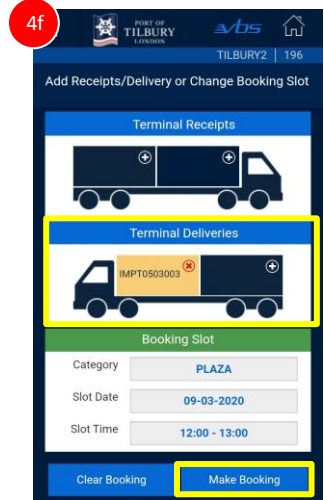 4f
PORT OF
TILBURY
LONDON
vbs
TILBURY2 | 196
Add Receipts/Delivery or Change Booking Slot
Terminal Receipts
Terminal Deliveries
IMPT0503003
Booking Slot
Category PLAZA
Slot Date 09-03-2020
Slot Time 12:00 - 13:00
Clear Booking Make Booking